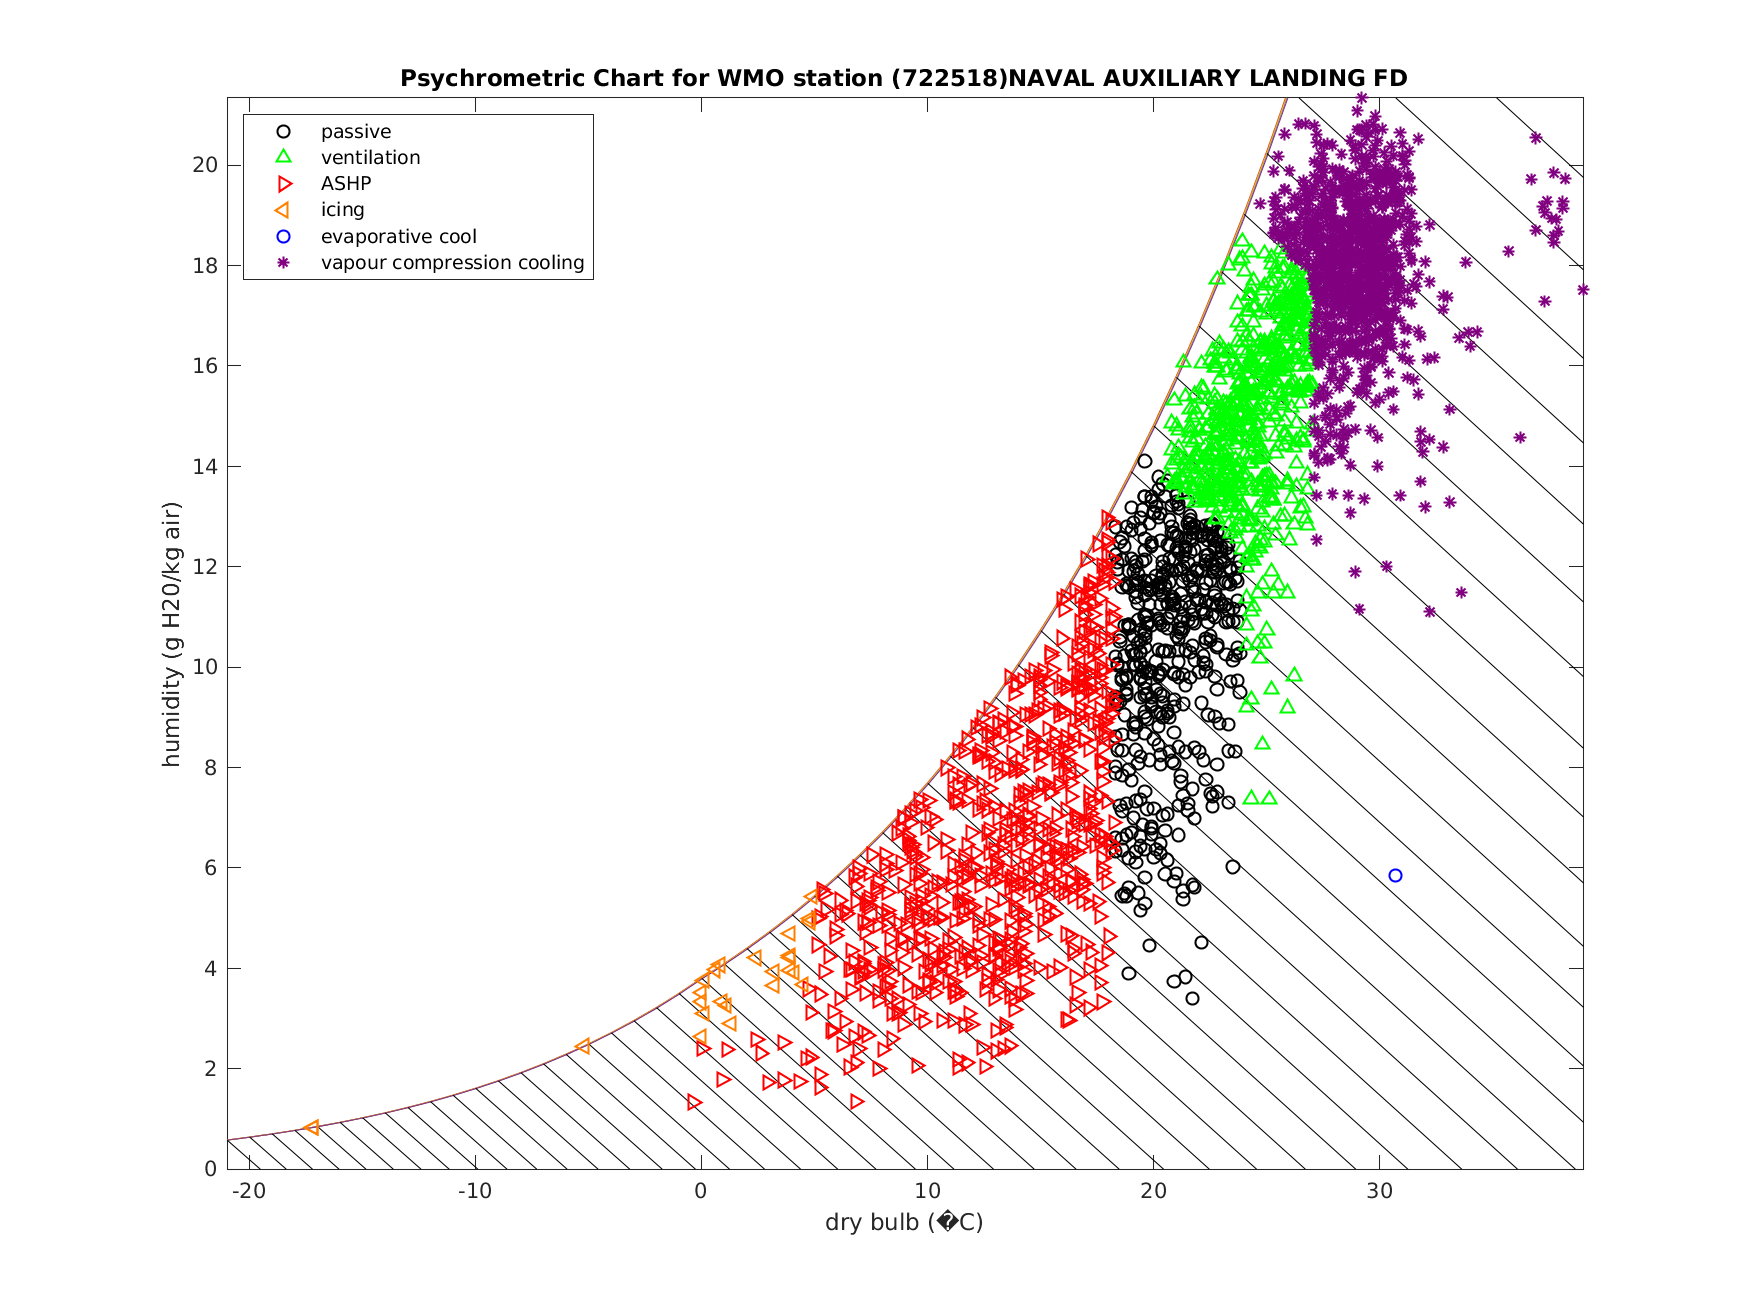 Psychrometric Chart for WMO station (722518)NAVAL AUXILIARY LANDING FD
passive
ventilation
ASHP
icing
evaporative cool
vapour compression cooling
humidity (g H20/kg air)
20
18
16
14
12
10
8
6
4
2
0
-20 -10 0 10 20 30
dry bulb (�C)